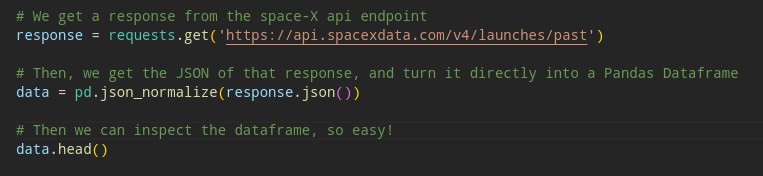 # We get a response from the space-X api endpoint
response = requests.get('https://api.spacexdata.com/v4/launches/past')
# Then, we get the JSON of that response, and turn it directly into a Pandas Dataframe
data = pd.json_normalize(response.json())
# Then we can inspect the dataframe, so easy!
data.head()